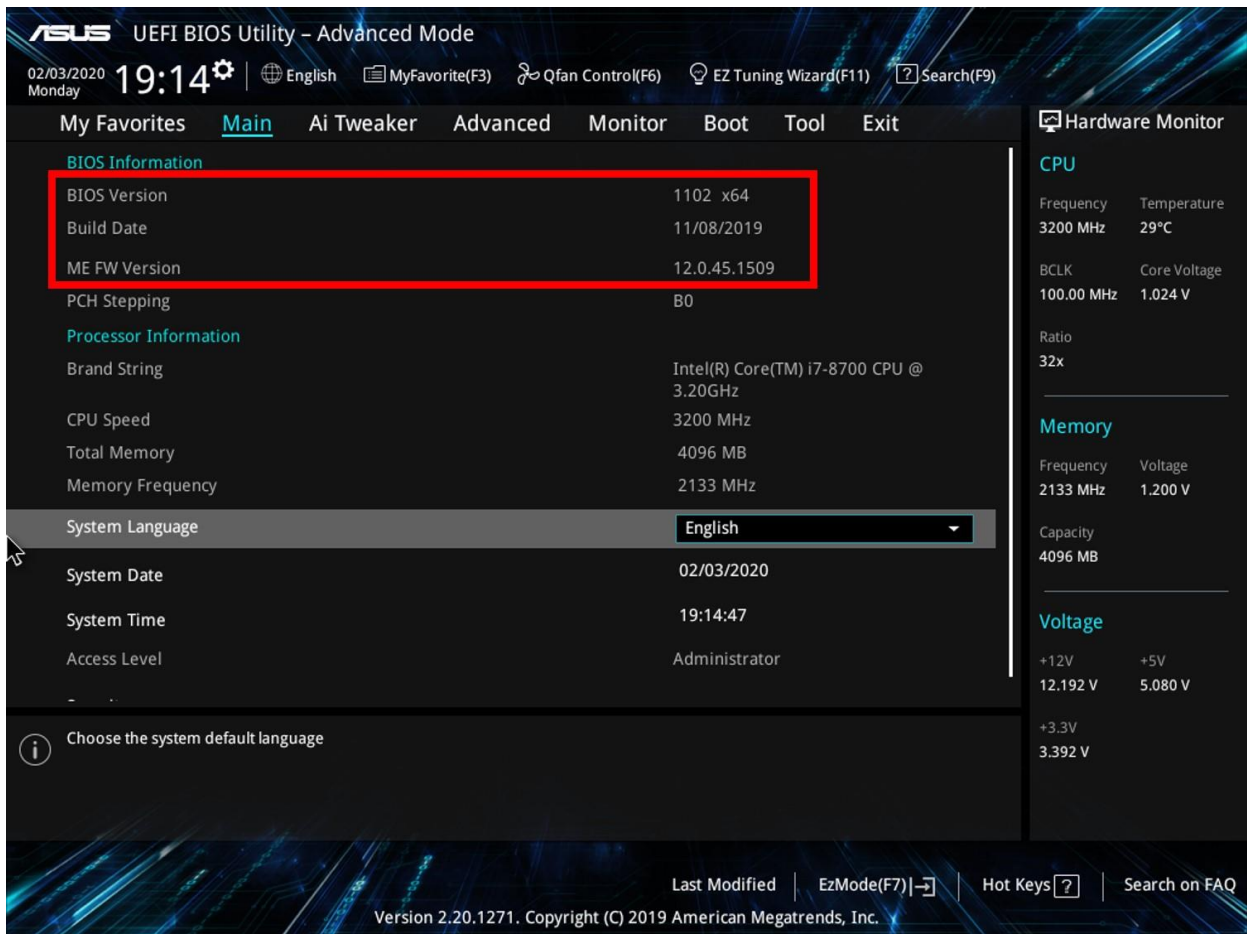 ASUS UEFI BIOS Utility – Advanced Mode
02/03/2020 Monday 19:14 English MyFavorite(F3) Qfan Control(F6) EZ Tuning Wizard(F11) ? Search(F9)
My Favorites Main Ai Tweaker Advanced Monitor Boot Tool Exit
BIOS Information
BIOS Version 1102 x64
Build Date 11/08/2019
ME FW Version 12.0.45.1509
PCH Stepping B0
Processor Information
Brand String Intel(R) Core(TM) i7-8700 CPU @
3.20GHz
CPU Speed 3200 MHz
Total Memory 4096 MB
Memory Frequency 2133 MHz
System Language English
System Date 02/03/2020
System Time 19:14:47
Access Level Administrator
Choose the system default language
Hardware Monitor
CPU
Frequency Temperature
3200 MHz 29°C
BCLK Core Voltage
100.00 MHz 1.024 V
Ratio
32x
Memory
Frequency Voltage
2133 MHz 1.200 V
Capacity
4096 MB
Voltage
+12V +5V
12.192 V 5.080 V
+3.3V
3.392 V
Last Modified EzMode(F7) Hot Keys ? Search on FAQ
Version 2.20.1271. Copyright (C) 2019 American Megatrends, Inc.